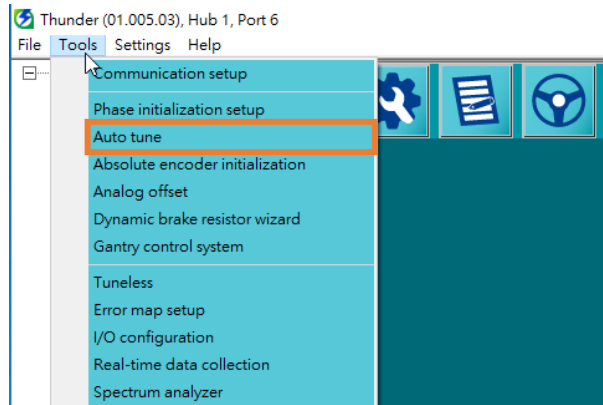 Thunder (01.005.03), Hub 1, Port 6
File Tools Settings Help
Communication setup
Phase initialization setup
Auto tune
Absolute encoder initialization
Analog offset
Dynamic brake resistor wizard
Gantry control system
Tuneless
Error map setup
I/O configuration
Real-time data collection
Spectrum analyzer